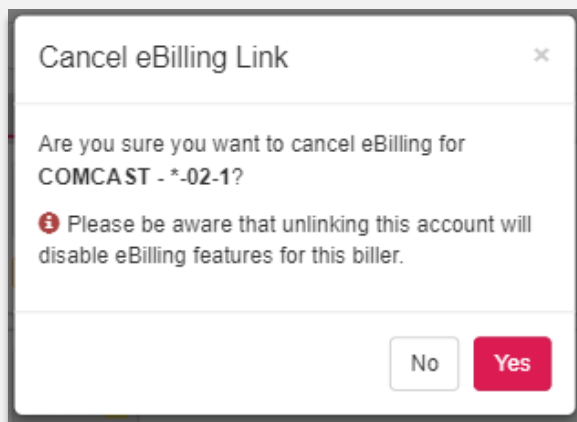 Cancel eBilling Link ×
Are you sure you want to cancel eBilling for
COMCAST - *-02-1?
Please be aware that unlinking this account will
disable eBilling features for this biller.
No Yes